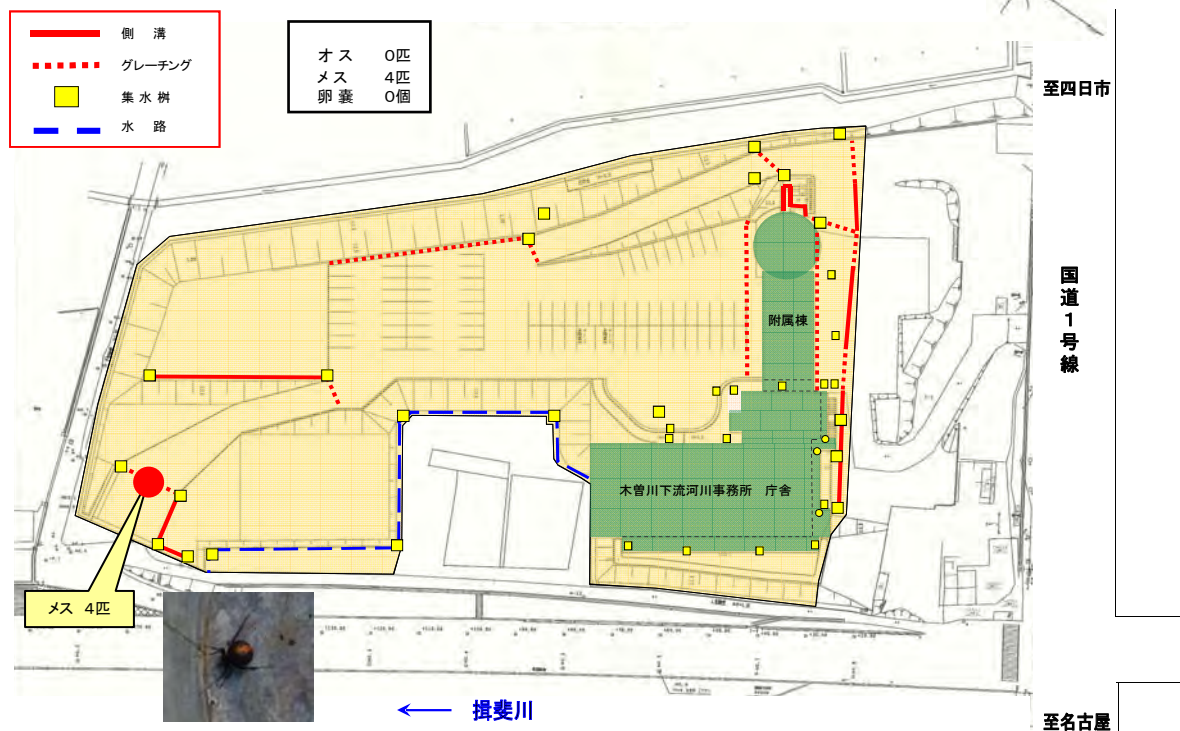 側 溝
グレーチング
集水桝
水 路
オス 0匹
メス 4匹
卵嚢 0個
至四日市
国道1号線
附属棟
木曽川下流河川事務所 庁舎
メス 4匹
揖斐川
至名古屋